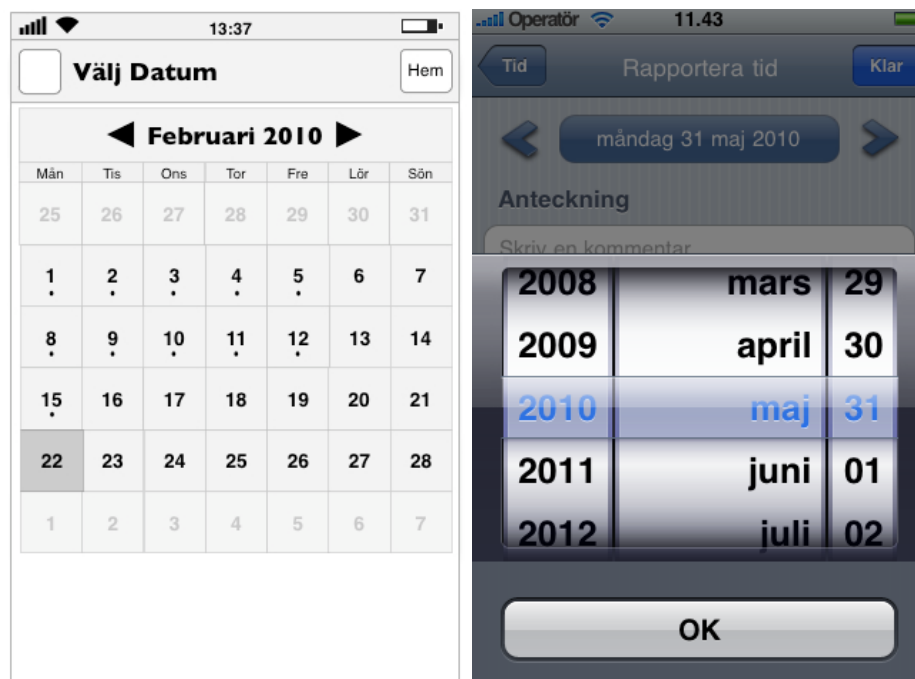 13:37
Välj Datum
Hem
Februari 2010
Mån Tis Ons Tor Fre Lör Sön
25 26 27 28 29 30 31
1 2 3 4 5 6 7
8 9 10 11 12 13 14
15 16 17 18 19 20 21
22 23 24 25 26 27 28
1 2 3 4 5 6 7
Operatör 11.43
Tid
Rapportera tid
Klar
måndag 31 maj 2010
Anteckning
Skriv en kommentar
2008 mars 29
2009 april 30
2010 maj 31
2011 juni 01
2012 juli 02
OK